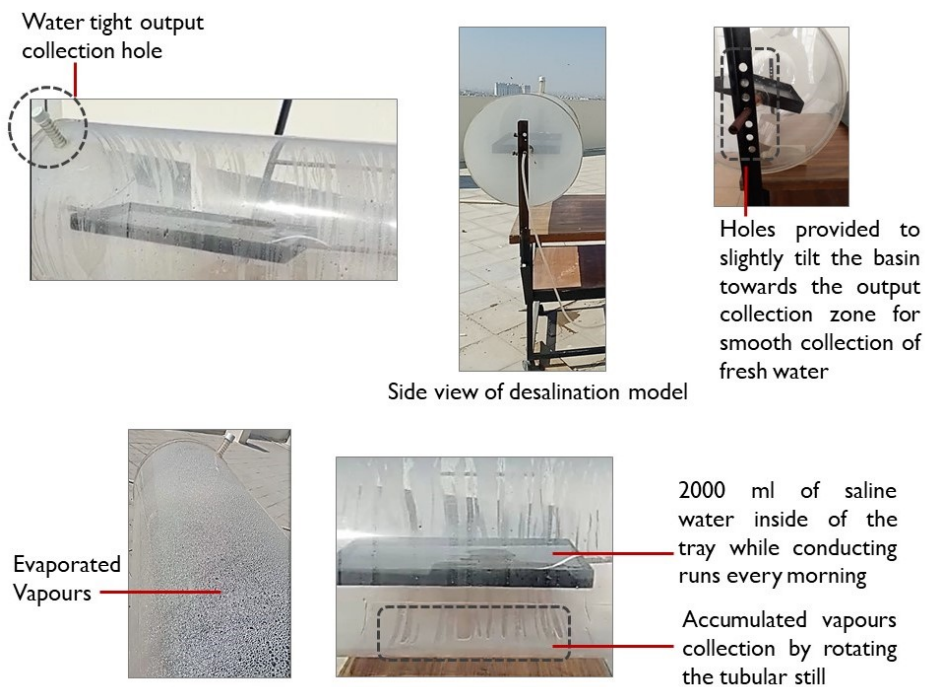 Water tight output
collection hole
Holes provided to
slightly tilt the basin
towards the output
collection zone for
smooth collection of
fresh water
Side view of desalination model
2000 ml of saline
water inside of the
tray while conducting
runs every morning
Evaporated
Vapours
Accumulated vapours
collection by rotating
the tubular still